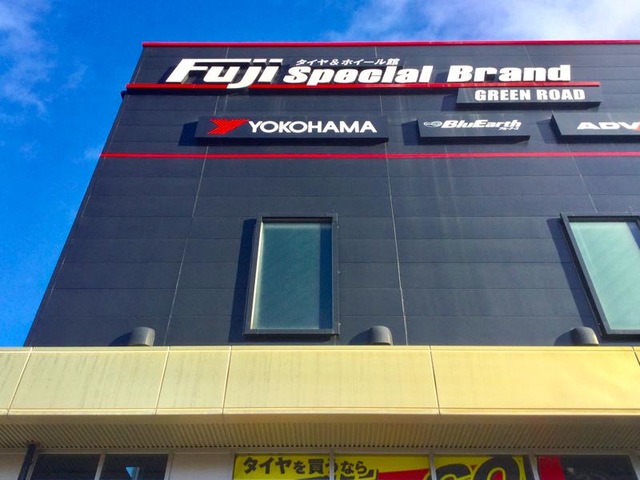 タイヤ&ホイール館
Fuji Special Brand
GREEN ROAD
YOKOHAMA
BluEarth
ADV
タイヤを買うなら